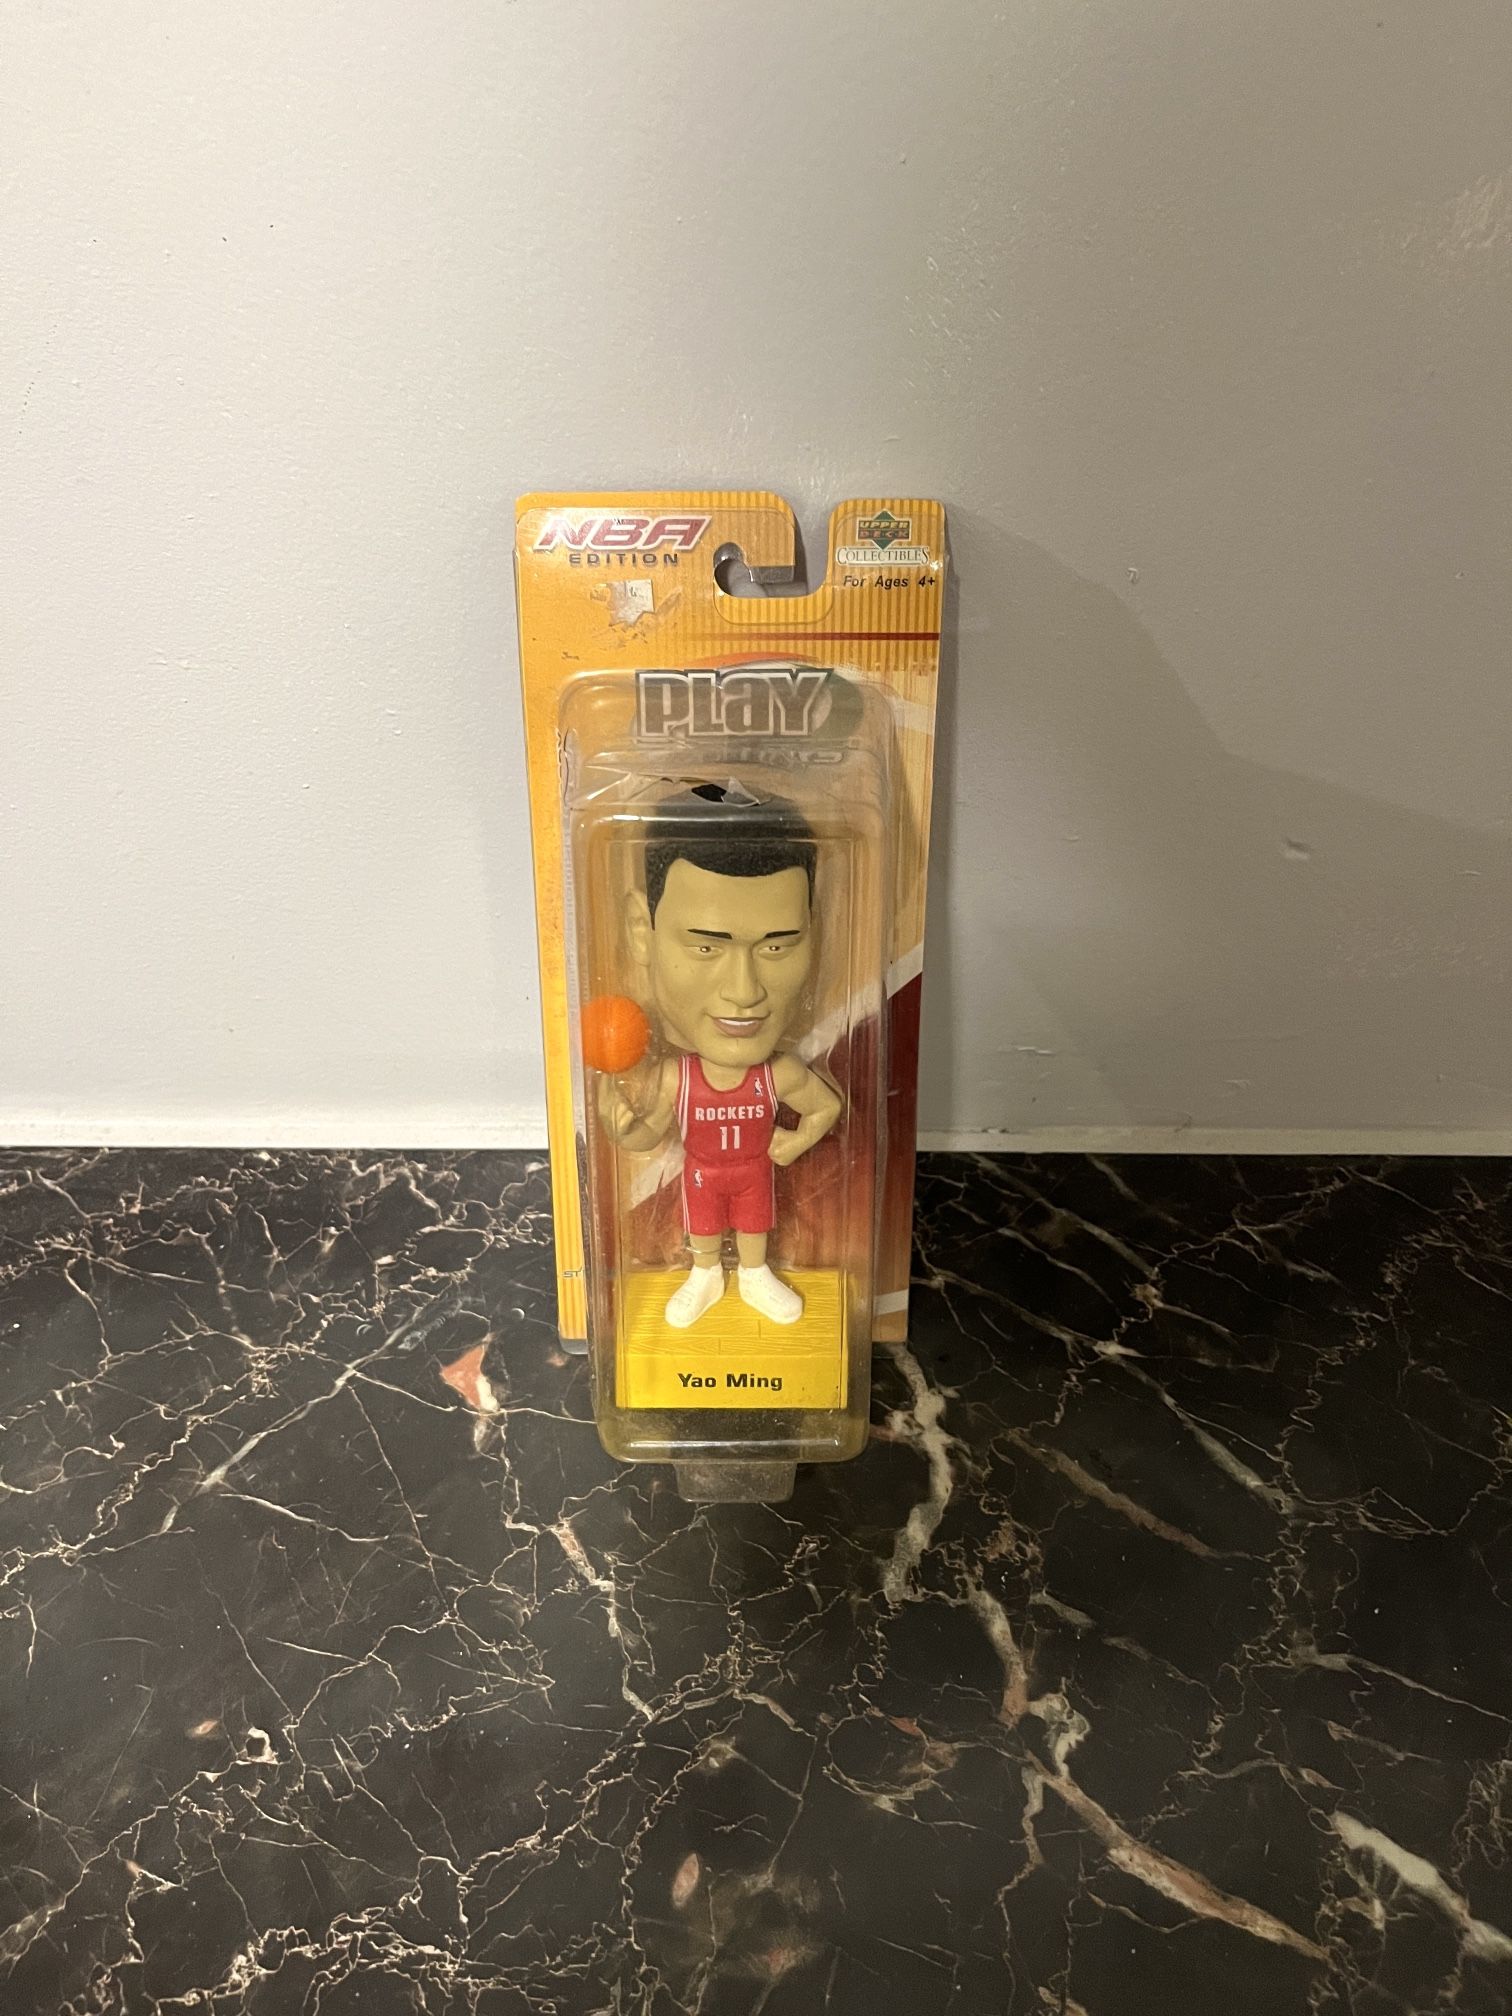 NBA
EDITION
UPPER
DECK
COLLECTIBLES
For Ages 4+
PLAY
ROCKETS
11
Yao Ming